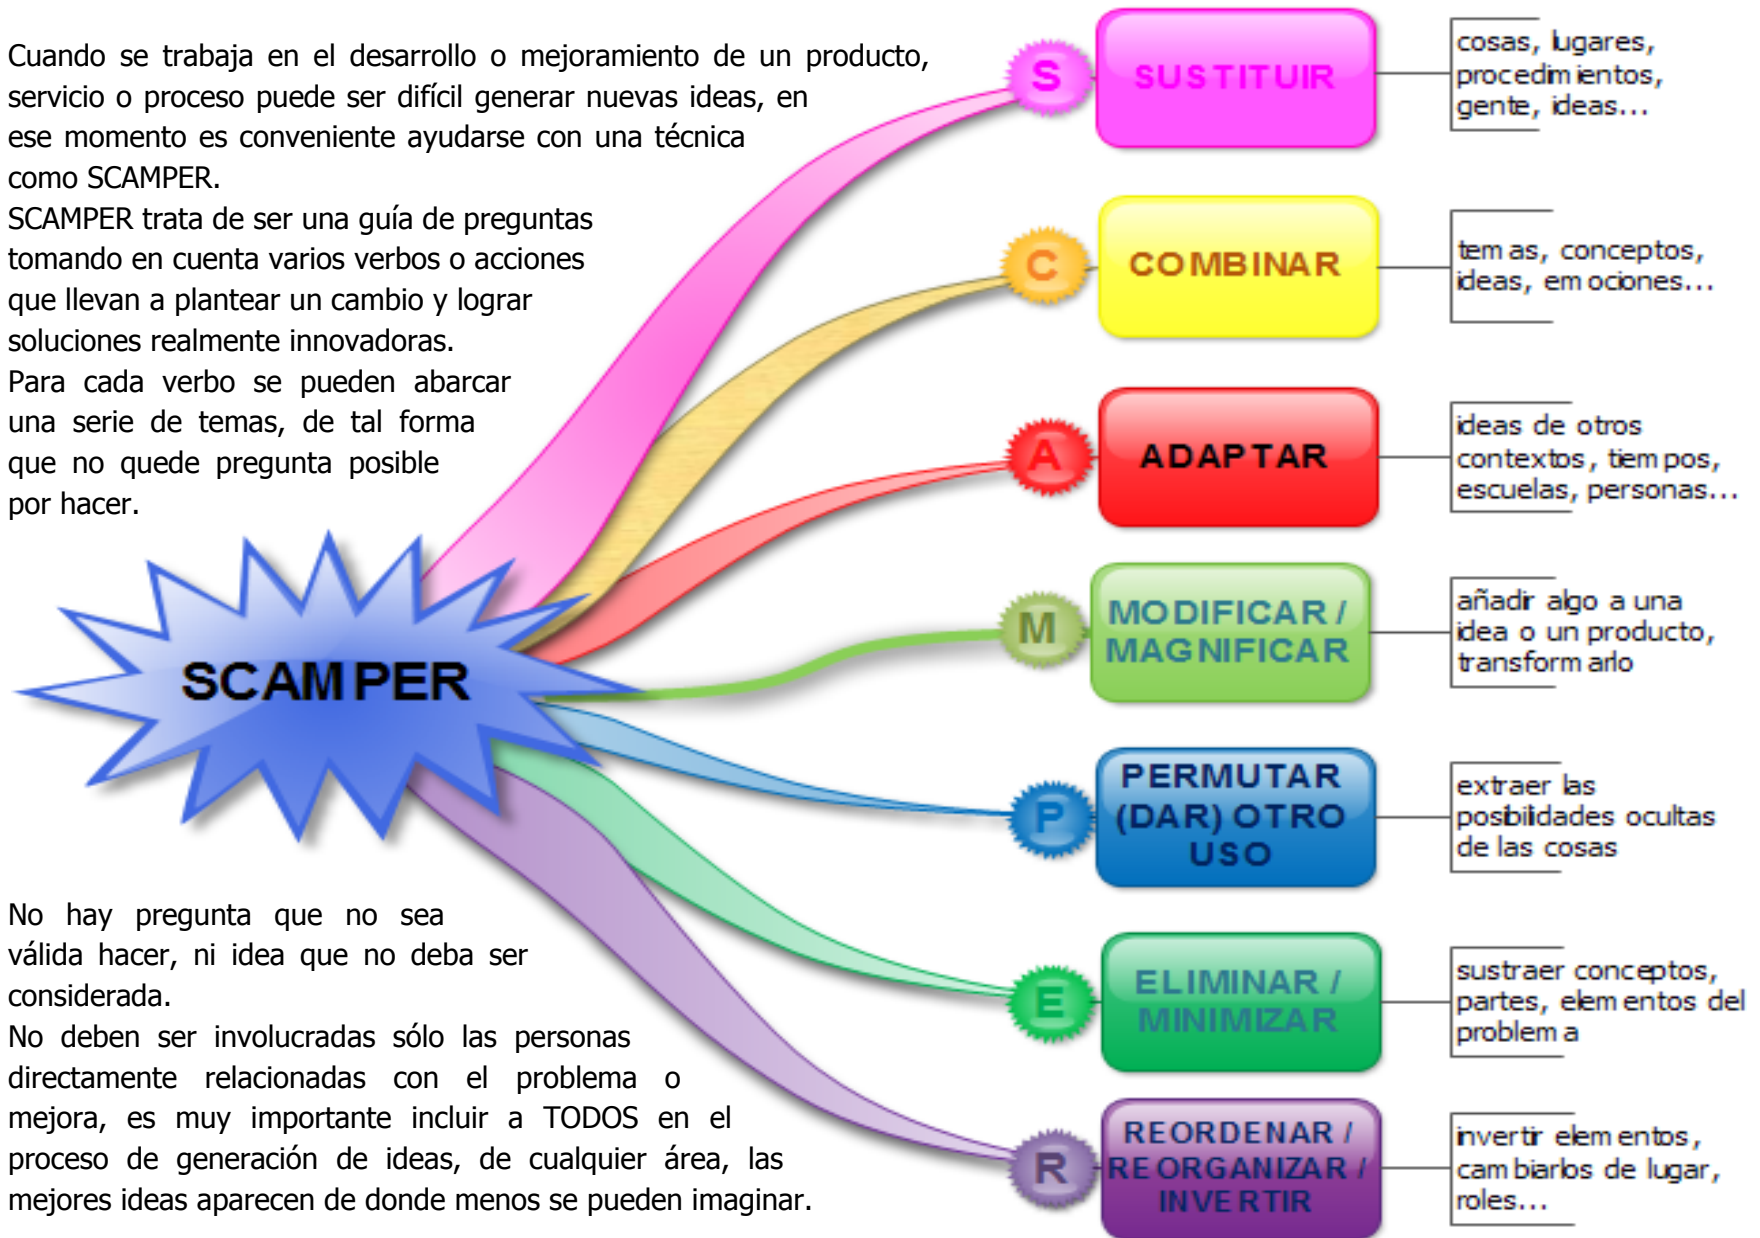 Cuando se trabaja en el desarrollo o mejoramiento de un producto,
servicio o proceso puede ser difícil generar nuevas ideas, en
ese momento es conveniente ayudarse con una técnica
como SCAMPER.
SCAMPER trata de ser una guía de preguntas
tomando en cuenta varios verbos o acciones
que llevan a plantear un cambio y lograr
soluciones realmente innovadoras.
Para cada verbo se pueden abarcar
una serie de temas, de tal forma
que no quede pregunta posible
por hacer.
SCAMPER
No hay pregunta que no sea
válida hacer, ni idea que no deba ser
considerada.
No deben ser involucradas sólo las personas
directamente relacionadas con el problema o
mejora, es muy importante incluir a TODOS en el
proceso de generación de ideas, de cualquier área, las
mejores ideas aparecen de donde menos se pueden imaginar.
S
SUSTITUIR
cosas, lugares,
procedimientos,
gente, ideas...
C
COMBINAR
temas, conceptos,
ideas, emociones...
A
ADAPTAR
ideas de otros
contextos, tiempos,
escuelas, personas...
M
MODIFICAR /
MAGNIFICAR
añadir algo a una
idea o un producto,
transformarlo
P
PERMUTAR
(DAR) OTRO
USO
extraer las
posibilidades ocultas
de las cosas
E
ELIMINAR /
MINIMIZAR
sustraer conceptos,
partes, elementos del
problema
R
REORDENAR /
REORGANIZAR /
INVERTIR
invertir elementos,
cambiarlos de lugar,
roles...